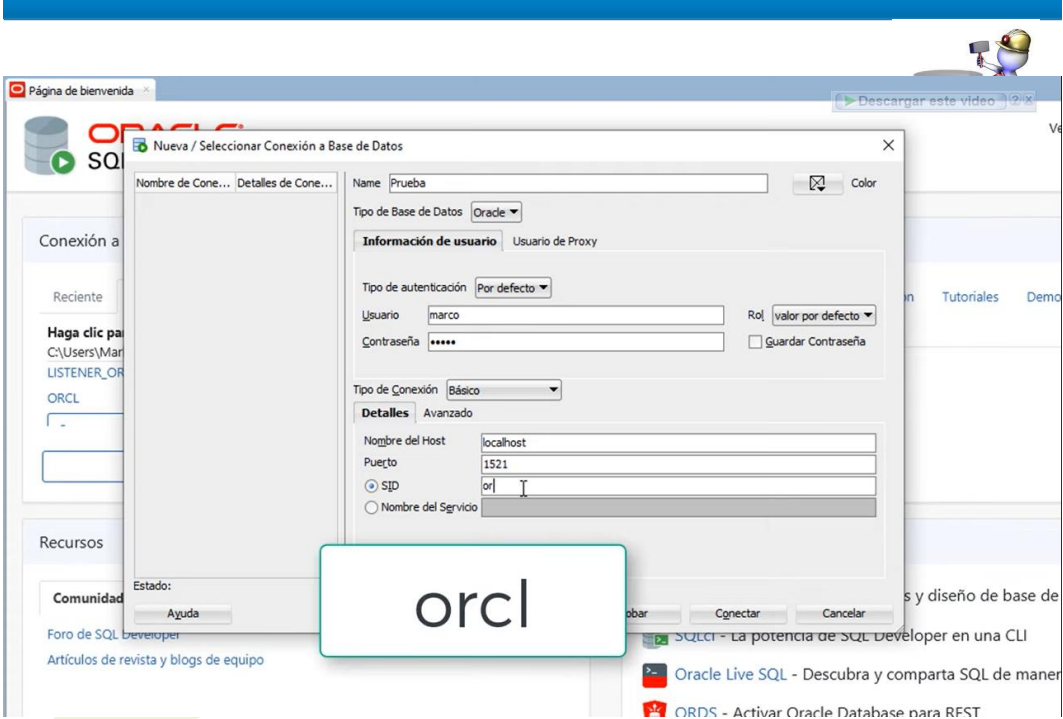 Página de bienvenida
Descargar este video ? X
ORACLE
SQL
Nueva / Seleccionar Conexión a Base de Datos
Nombre de Cone... Detalles de Cone...
Name Prueba
Color
Tipo de Base de Datos Oracle
Información de usuario Usuario de Proxy
Conexión a
Tipo de autenticación Por defecto
Reciente
Tutoriales
Demo
Usuario marco
Rol valor por defecto
Haga clic
Contraseña •••••
Guardar Contraseña
C:\Users\Mar
LISTENER_OR
ORCL
Tipo de Conexión Básico
Detalles Avanzado
Nombre del Host localhost
Puerto 1521
SID or
Nombre del Servicio
Recursos
Estado:
orcl
Comunidad
s y diseño de base de
Ayuda
obar
Conectar
Cancelar
Foro de SQL Developer
SQLcl - La potencia de SQL Developer en una CLI
Artículos de revista y blogs de equipo
Oracle Live SQL - Descubra y comparta SQL de maner
ORDS - Activar Oracle Database para REST